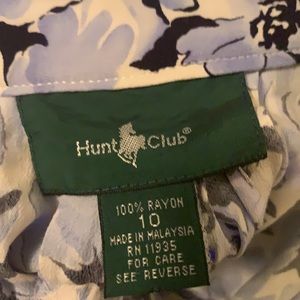 Hunt Club®
100% RAYON
10
MADE IN MALAYSIA
RN 11935
FOR CARE
SEE REVERSE